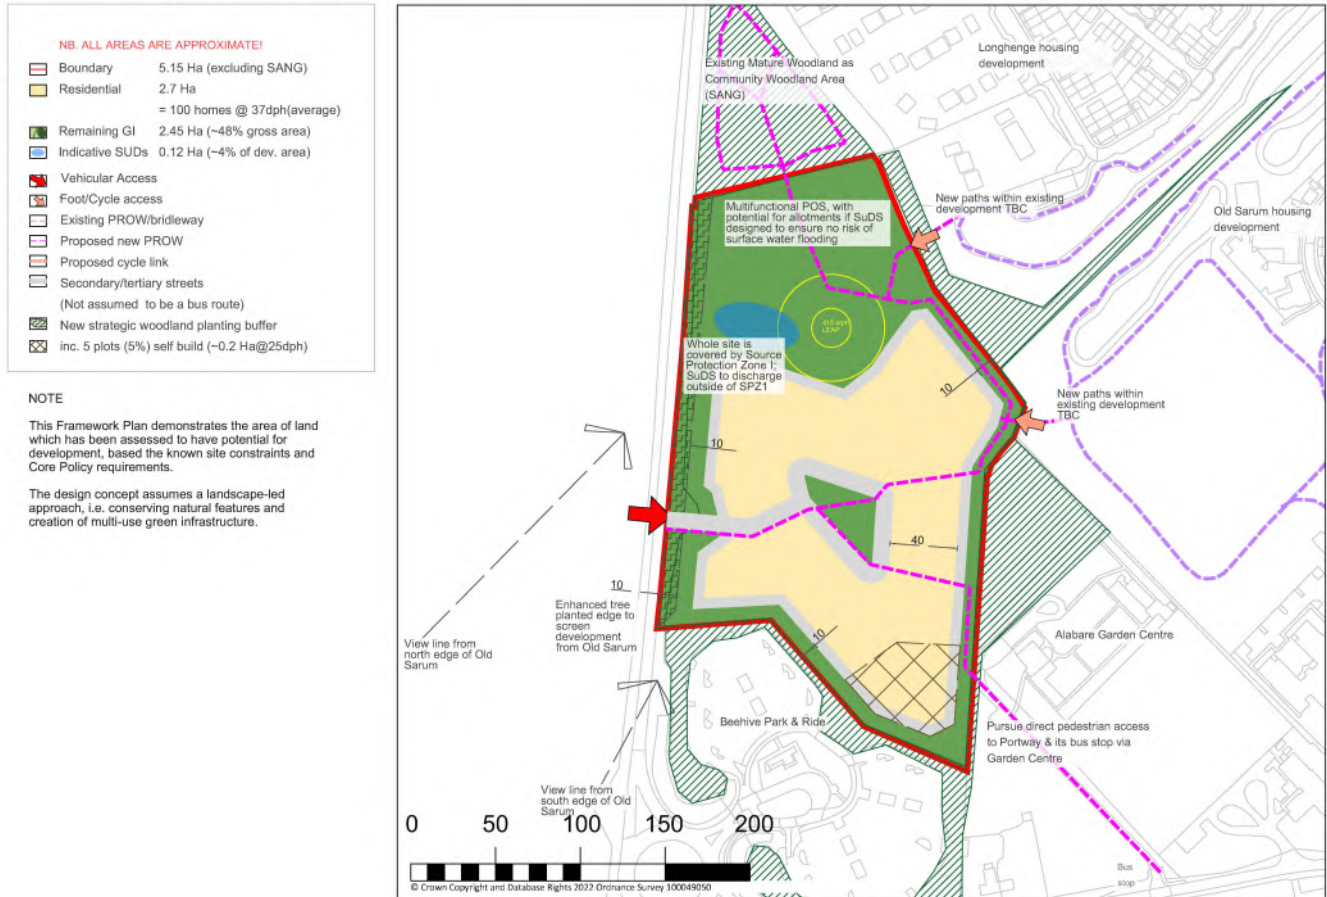 NB. ALL AREAS ARE APPROXIMATE!
Boundary 5.15 Ha (excluding SANG)
Residential 2.7 Ha
= 100 homes @ 37dph(average)
Remaining GI 2.45 Ha (~48% gross area)
Indicative SUDs 0.12 Ha (~4% of dev. area)
Vehicular Access
Foot/Cycle access
Existing PROW/bridleway
Proposed new PROW
Proposed cycle link
Secondary/tertiary streets
(Not assumed to be a bus route)
New strategic woodland planting buffer
inc. 5 plots (5%) self build (~0.2 Ha@25dph)
NOTE
This Framework Plan demonstrates the area of land
which has been assessed to have potential for
development, based the known site constraints and
Core Policy requirements.
The design concept assumes a landscape-led
approach, i.e. conserving natural features and
creation of multi-use green infrastructure.
Existing Mature Woodland as
Community Woodland Area
(SANG)
Longhenge housing
development
Multifunctional POS, with
potential for allotments if SuDS
designed to ensure no risk of
surface water flooding
New paths within existing
development TBC
Old Sarum housing
development
LEAP
Whole site is
covered by Source
Protection Zone I;
SuDS to discharge
outside of SPZ1
10
New paths within
existing development
TBC
10
40
10
Enhanced tree
planted edge to
screen
development
from Old Sarum
10
View line from
north edge of Old
Sarum
Alabare Garden Centre
Beehive Park & Ride
Pursue direct pedestrian access
to Portway & its bus stop via
Garden Centre
View line from
south edge of Old
Sarum
0 50 100 150 200
Bus
stop
© Crown Copyright and Database Rights 2022 Ordnance Survey 100049050